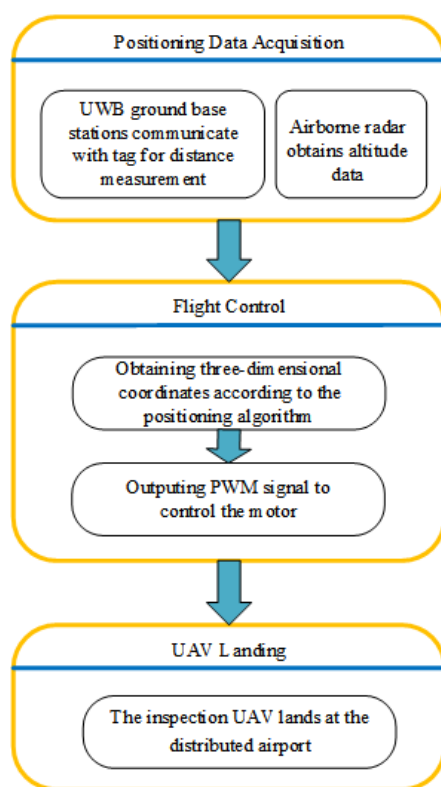 Positioning Data Acquisition
UWB ground base
stations communicate
with tag for distance
measurement
Airborne radar
obtains altitude
data
Flight Control
Obtaining three-dimensional
coordinates according to the
positioning algorithm
Outputing PWM signal to
control the motor
UAV Landing
The inspection UAV lands at the
distributed airport